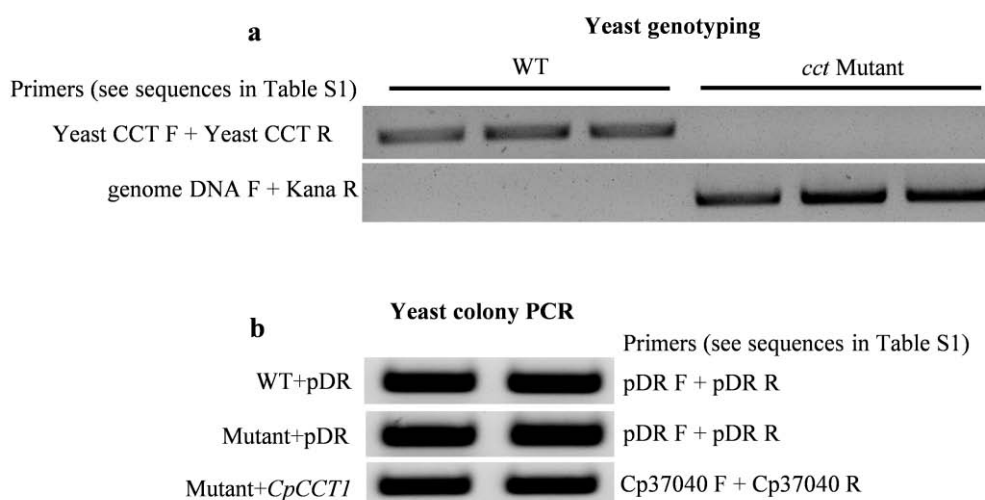 a
Yeast genotyping
WT
cct Mutant
Primers (see sequences in Table S1)
Yeast CCT F + Yeast CCT R
genome DNA F + Kana R
b
Yeast colony PCR
Primers (see sequences in Table S1)
WT+pDR
pDR F + pDR R
Mutant+pDR
pDR F + pDR R
Mutant+CpCCT1
Cp37040 F + Cp37040 R